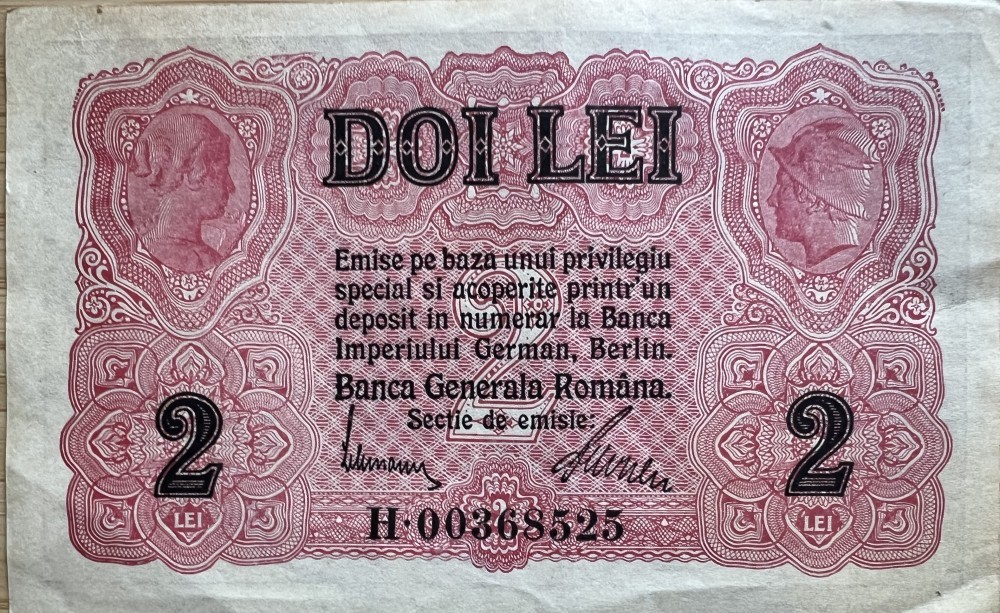 DOI LEI
Emise pe baza unui privilegiu
special si acoperite printr'un
deposit in numerar la Banca
Imperiului German, Berlin.
Banca Generala Româna.
Sectie de emisie:
2
2
2
LEI
LEI
H·00368525